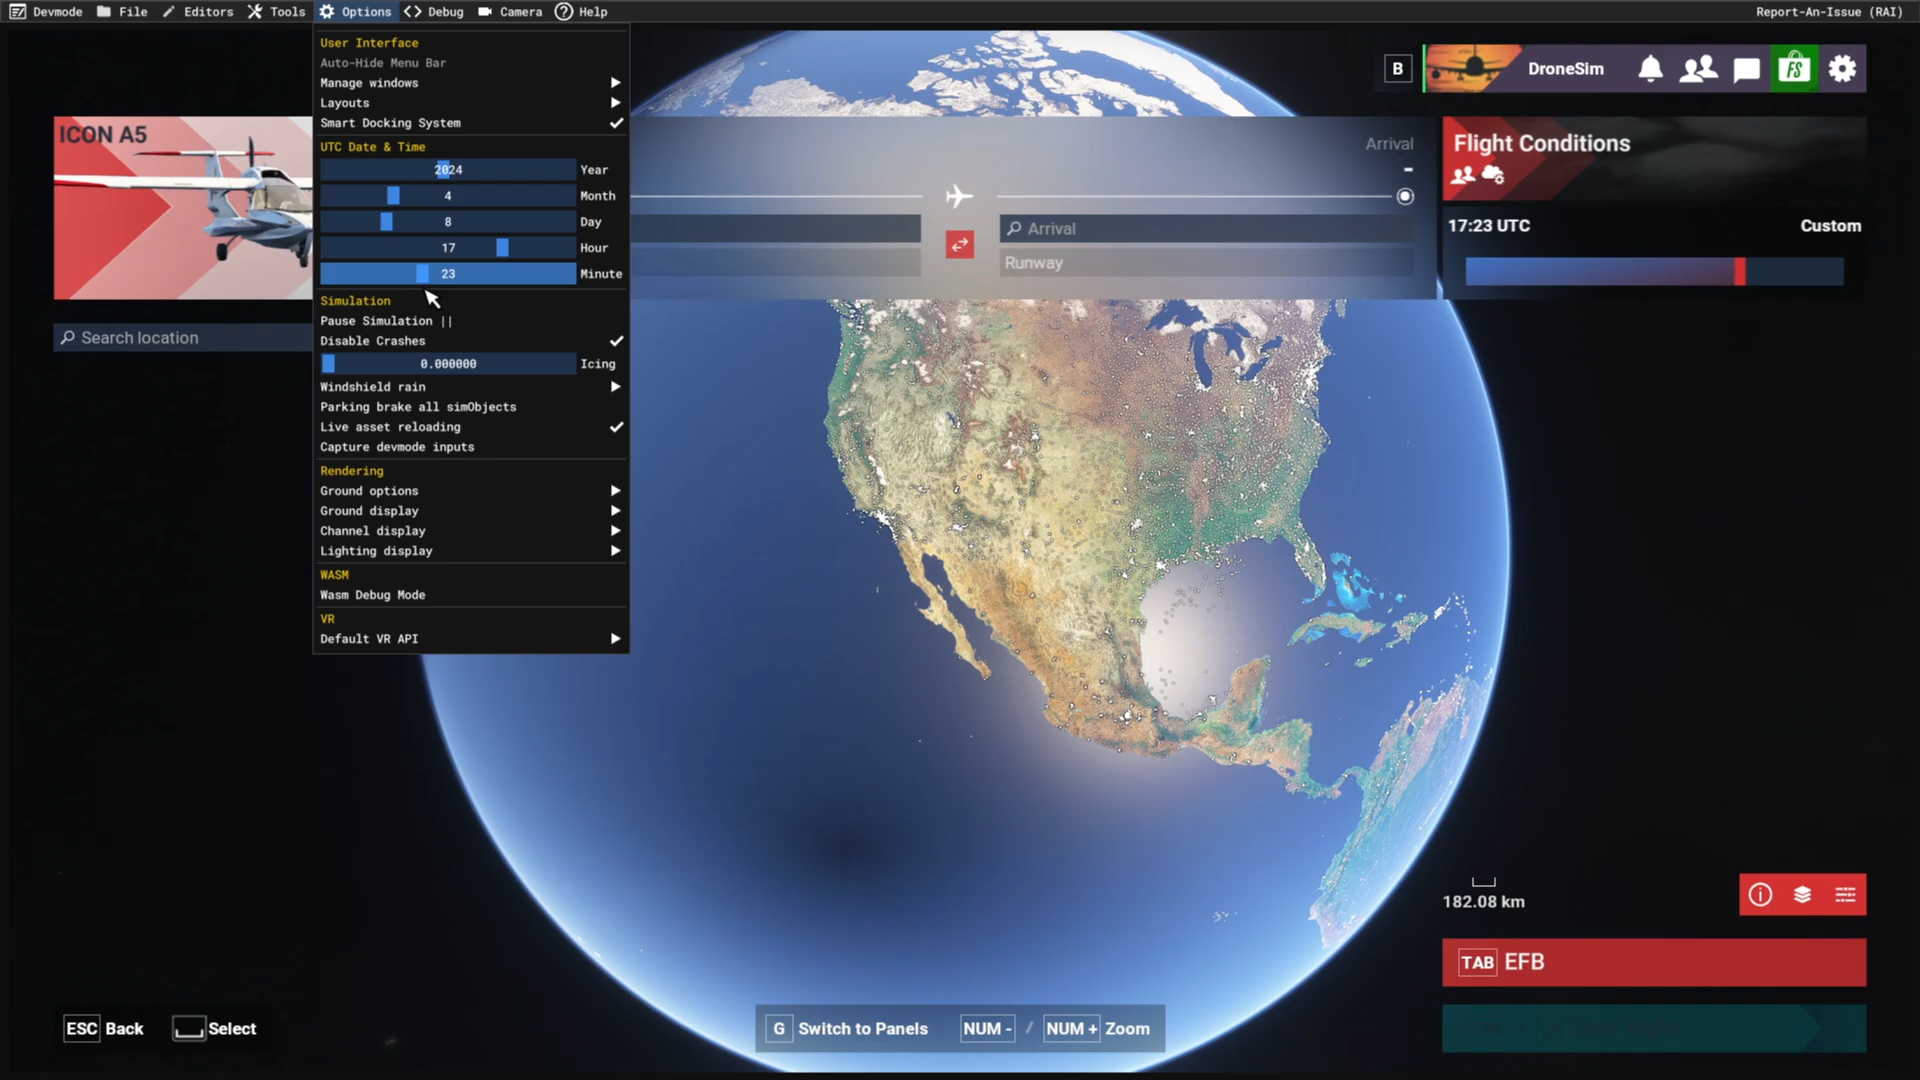 Devmode File Editors Tools Options Debug Camera Help Report-An-Issue (RAI)
User Interface
Auto-Hide Menu Bar
Manage windows
Layouts
Smart Docking System
UTC Date & Time
2024 Year
4 Month
8 Day
17 Hour
23 Minute
Simulation
Pause Simulation ||
Disable Crashes
0.000000 Icing
Windshield rain
Parking brake all simObjects
Live asset reloading
Capture devmode inputs
Rendering
Ground options
Ground display
Channel display
Lighting display
WASM
Wasm Debug Mode
VR
Default VR API
B DroneSim FS
ICON A5
Search location
Arrival
-
Arrival
Runway
Flight Conditions
17:23 UTC Custom
182.08 km
TAB EFB
ESC Back Select
G Switch to Panels NUM - / NUM + Zoom